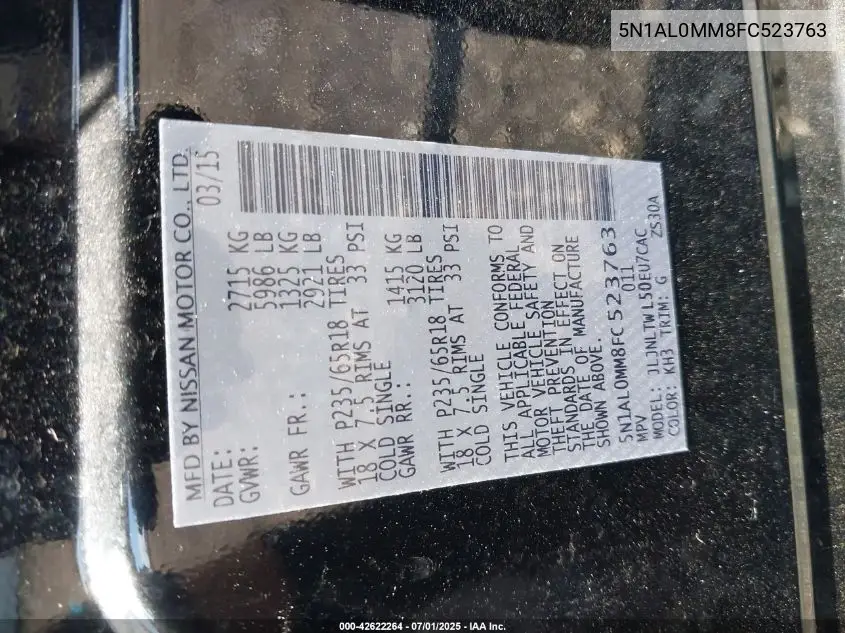 5N1AL0MM8FC523763
MFD BY NISSAN MOTOR CO., LTD.
DATE: 03/15
GVWR: 2715 KG
5986 LB
GAWR FR.: 1325 KG
2921 LB
WITH P235/65R18 TIRES
18 X 7.5 RIMS AT 33 PSI
COLD SINGLE
GAWR RR.: 1415 KG
3120 LB
WITH P235/65R18 TIRES
18 X 7.5 RIMS AT 33 PSI
COLD SINGLE
THIS VEHICLE CONFORMS TO
ALL APPLICABLE FEDERAL
MOTOR VEHICLE SAFETY AND
THEFT PREVENTION
STANDARDS IN EFFECT ON
THE DATE OF MANUFACTURE
SHOWN ABOVE.
5N1AL0MM8FC523763
MPV 011
MODEL: JLJNLTWL50EU7CAC
COLOR: KH3 TRIM: G ZS30A
000-42622264 - 07/01/2025 - IAA Inc.